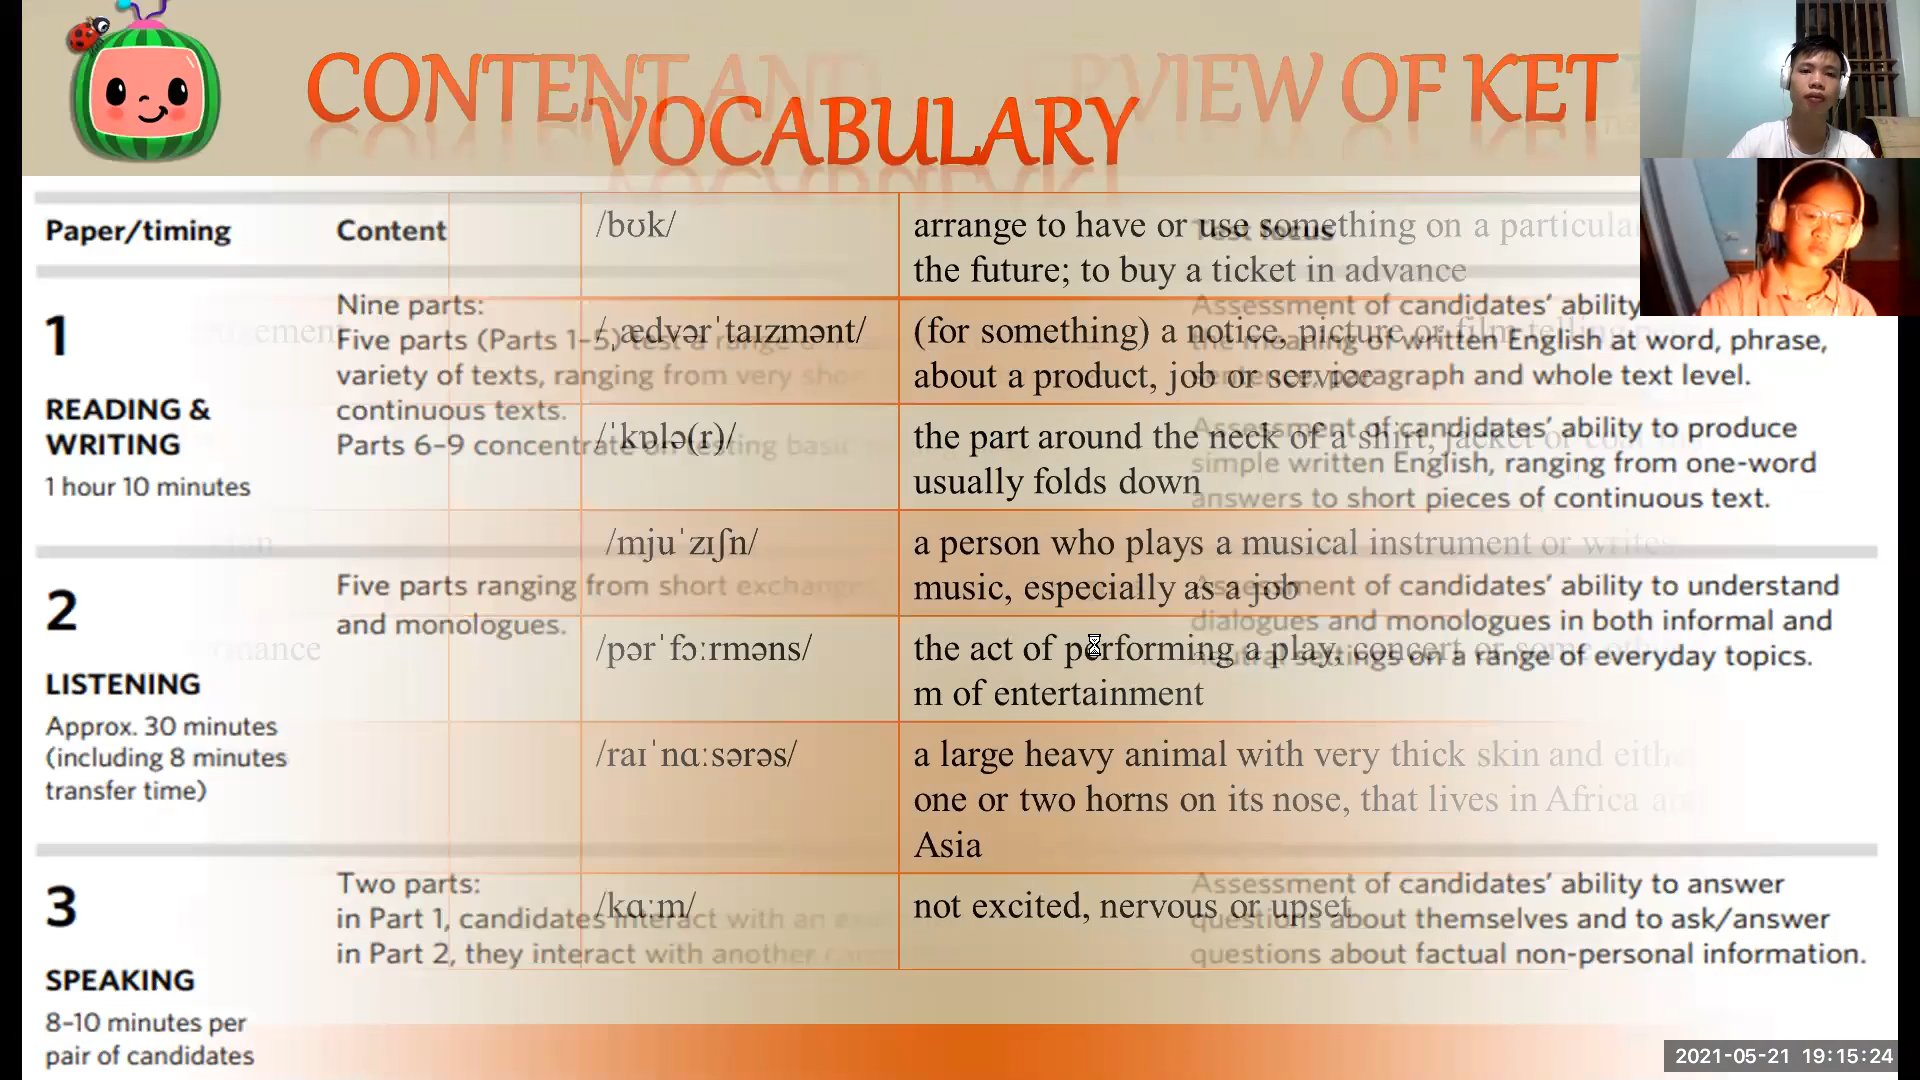 CONTENT AN RVIEW OF KET
VOCABULARY
Paper/timing
Content
Test focus
1
READING &
WRITING
1 hour 10 minutes
Nine parts:
Five parts (Parts 1–5) test a range
variety of texts, ranging from very short
continuous texts.
Parts 6–9 concentrate on testing basic
Assessment of candidates' ability
the meaning of written English at word, phrase,
sentence, paragraph and whole text level.
Assessment of candidates' ability to produce
simple written English, ranging from one-word
answers to short pieces of continuous text.
2
LISTENING
Approx. 30 minutes
(including 8 minutes
transfer time)
Five parts ranging from short exchanges
and monologues.
Assessment of candidates' ability to understand
dialogues and monologues in both informal and
neutral settings on a range of everyday topics.
3
SPEAKING
8–10 minutes per
pair of candidates
Two parts:
in Part 1, candidates interact with an
in Part 2, they interact with another
Assessment of candidates' ability to answer
questions about themselves and to ask/answer
questions about factual non-personal information.
/bʊk/
arrange to have or use something on a particular
the future; to buy a ticket in advance
/ˌædvərˈtaɪzmənt/
(for something) a notice, picture or film telling
about a product, job or service
/ˈkɒlə(r)/
the part around the neck of a shirt, jacket or
usually folds down
/mjuˈzɪʃn/
a person who plays a musical instrument or writes
music, especially as a job
/pərˈfɔːrməns/
the act of performing a play, concert or some
m of entertainment
/raɪˈnɑːsərəs/
a large heavy animal with very thick skin and either
one or two horns on its nose, that lives in Africa
Asia
/kɑːm/
not excited, nervous or upset
2021-05-21 19:15:24